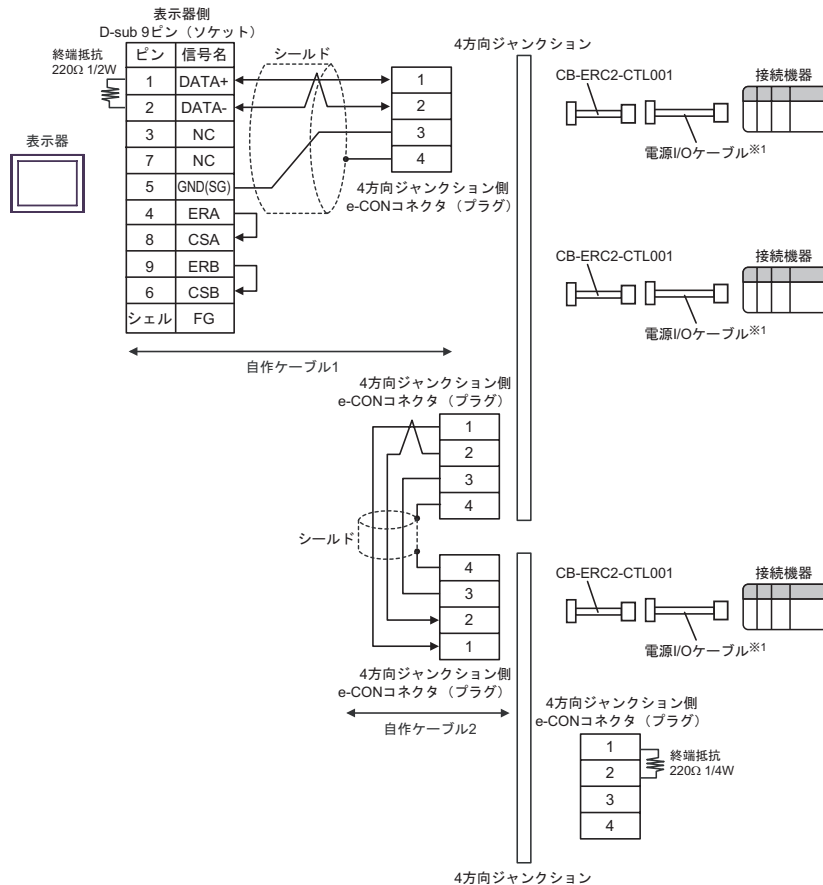 表示器側
D-sub 9ピン（ソケット）
終端抵抗
220Ω 1/2W
ピン 信号名
1 DATA+
2 DATA-
3 NC
7 NC
5 GND(SG)
4 ERA
8 CSA
9 ERB
6 CSB
シェル FG
表示器
シールド
1
2
3
4
4方向ジャンクション側
e-CONコネクタ（プラグ）
自作ケーブル1
4方向ジャンクション
CB-ERC2-CTL001
接続機器
電源I/Oケーブル※1
CB-ERC2-CTL001
接続機器
電源I/Oケーブル※1
4方向ジャンクション側
e-CONコネクタ（プラグ）
1
2
3
4
シールド
4
3
2
1
4方向ジャンクション側
e-CONコネクタ（プラグ）
自作ケーブル2
CB-ERC2-CTL001
接続機器
電源I/Oケーブル※1
4方向ジャンクション側
e-CONコネクタ（プラグ）
1
2
3
4
終端抵抗
220Ω 1/4W
4方向ジャンクション